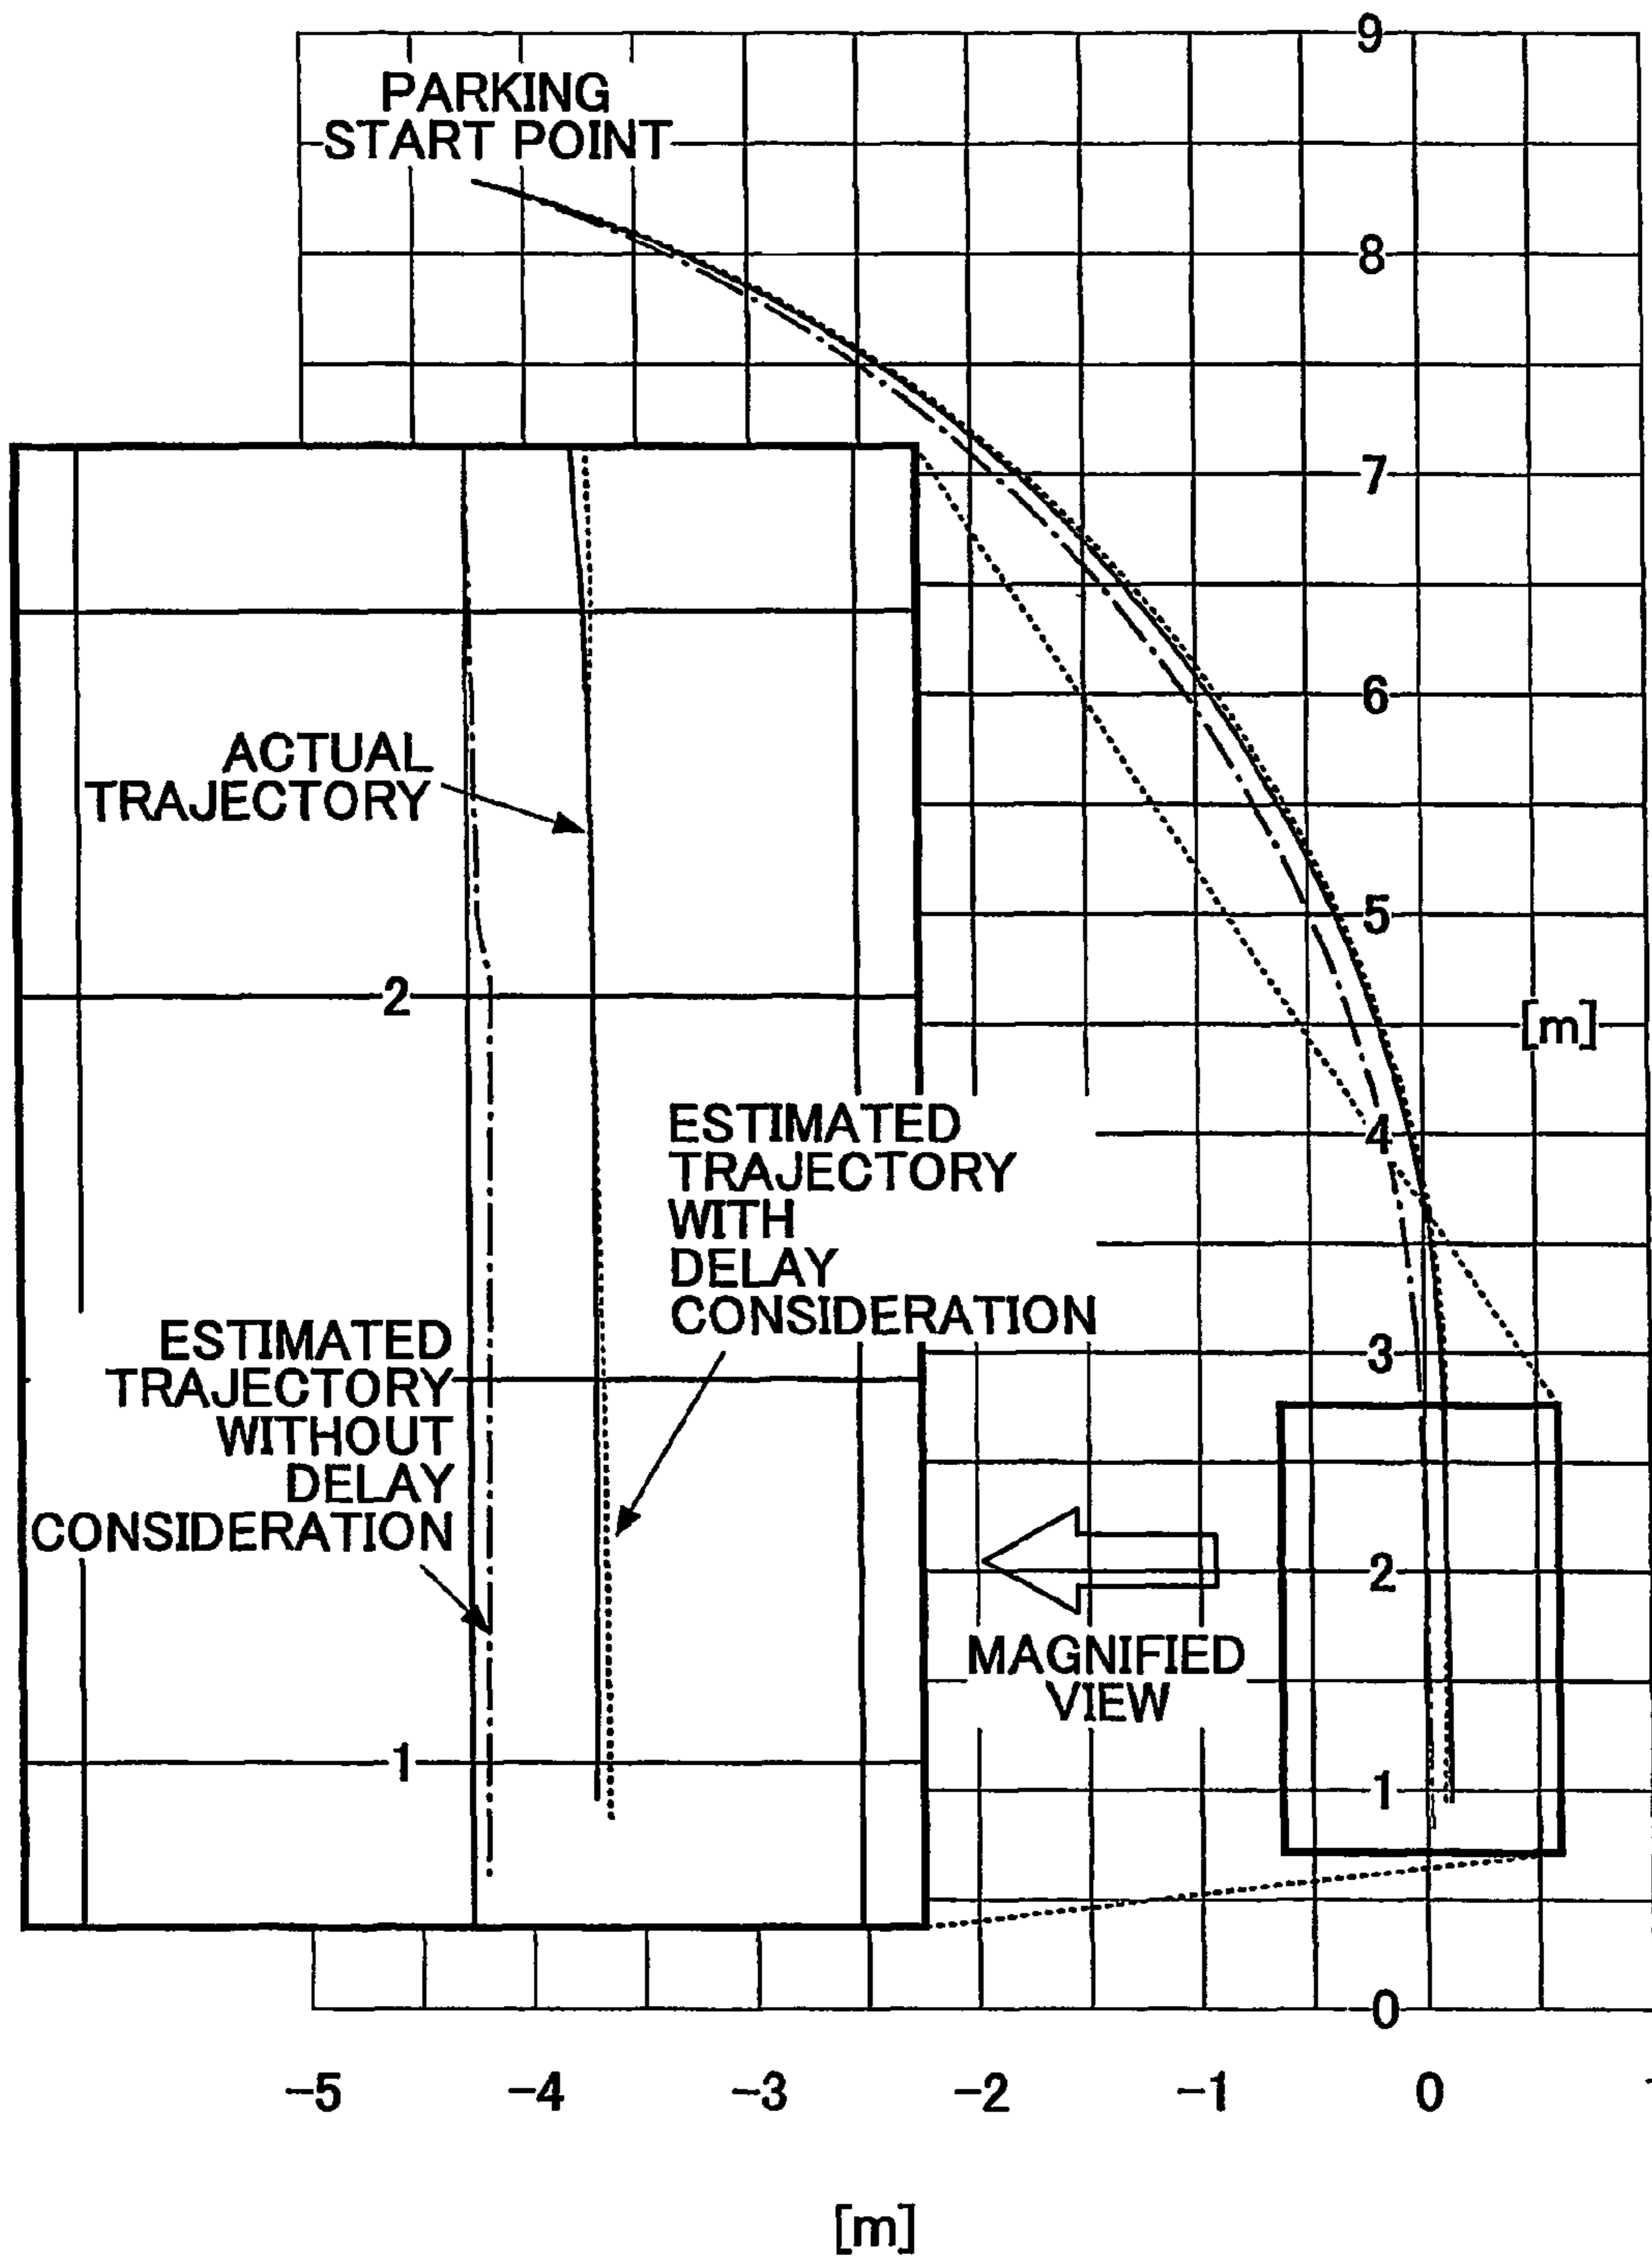 9
PARKING
START POINT
8
7
6
ACTUAL
TRAJECTORY
5
2
[m]
ESTIMATED
TRAJECTORY
WITH
DELAY
CONSIDERATION
4
ESTIMATED
TRAJECTORY
WITHOUT
DELAY
CONSIDERATION
3
2
MAGNIFIED
VIEW
1
1
0
-5 -4 -3 -2 -1 0
[m]